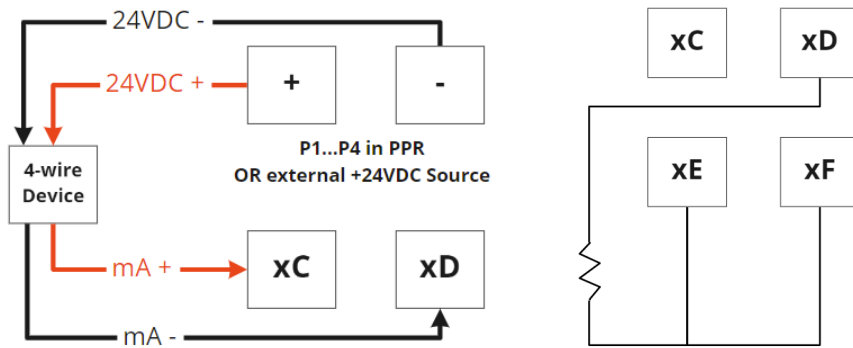 24VDC -
24VDC +
+
-
P1...P4 in PPR
OR external +24VDC Source
4-wire
Device
mA +
xC
xD
mA -
xC
xD
xE
xF